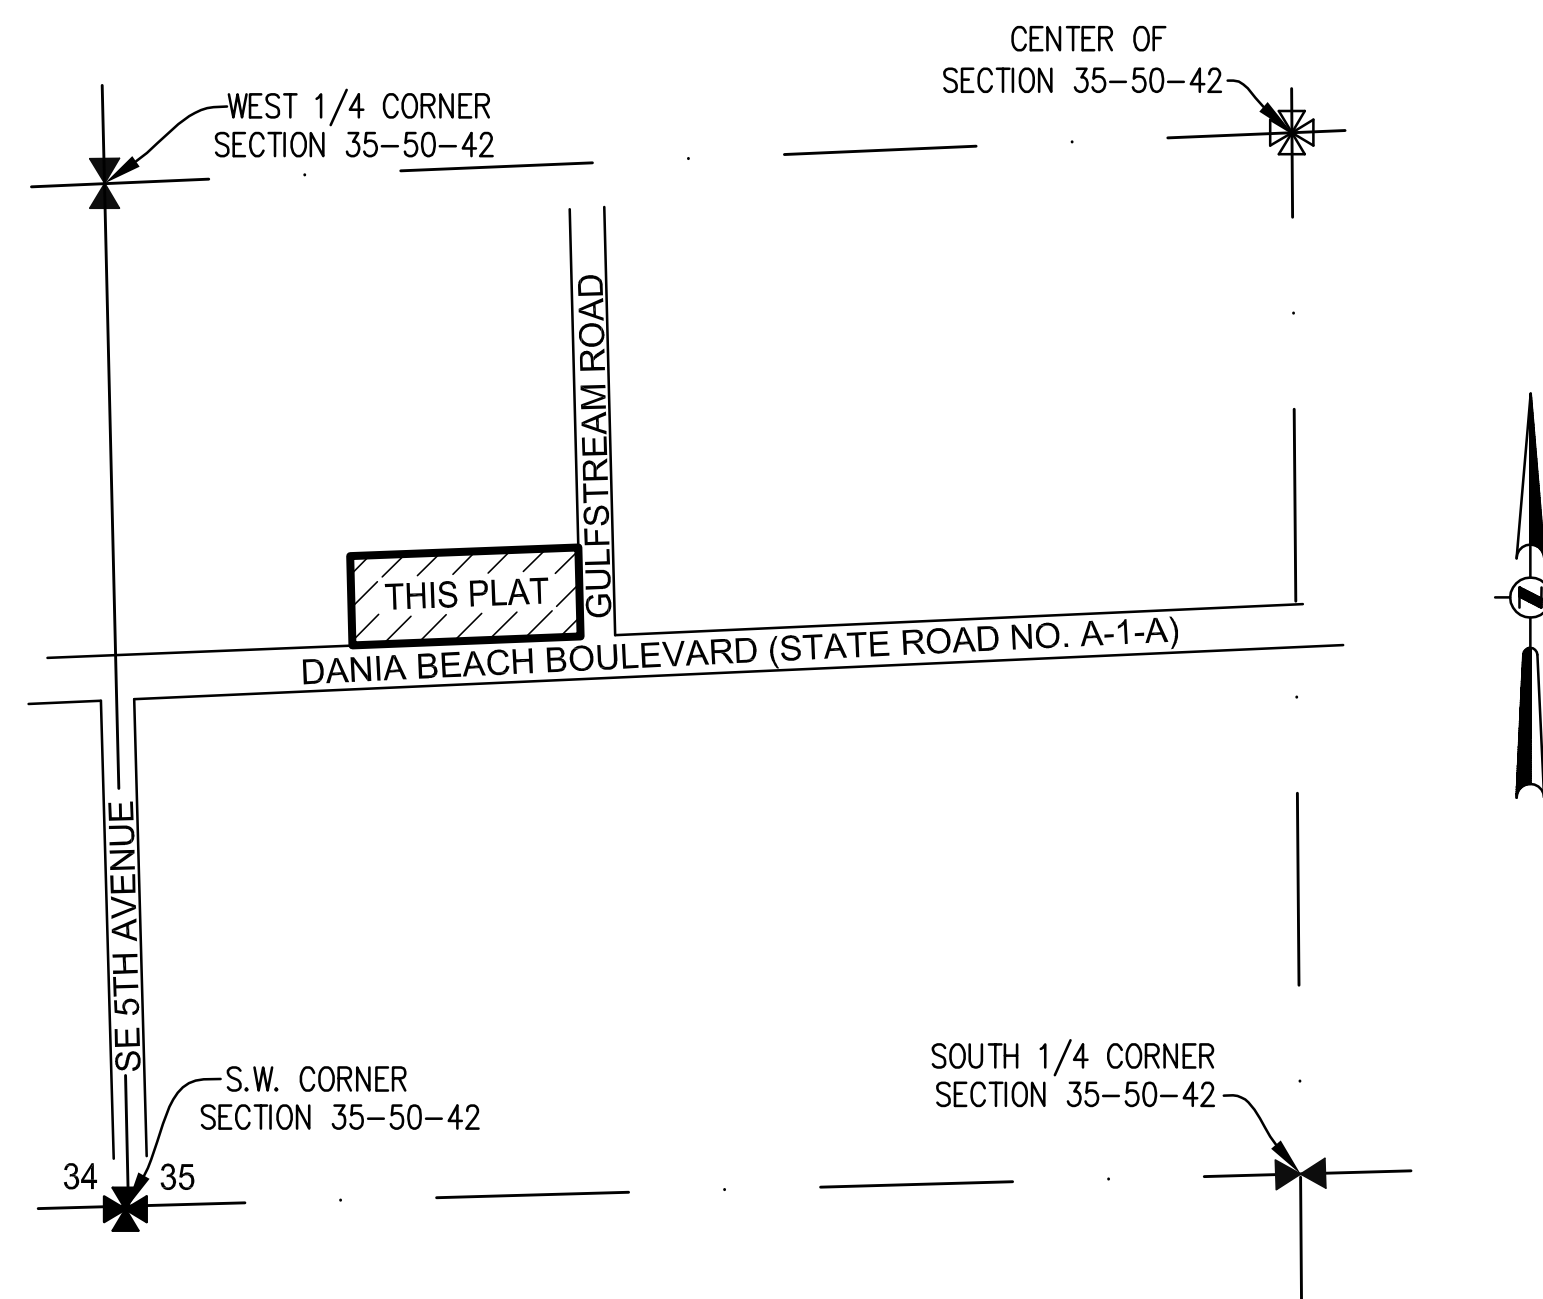 CENTER OF
SECTION 35-50-42
WEST 1/4 CORNER
SECTION 35-50-42
GULFSTREAM ROAD
THIS PLAT
DANIA BEACH BOULEVARD (STATE ROAD NO. A-1-A)
N
SE 5TH AVENUE
SOUTH 1/4 CORNER
SECTION 35-50-42
S.W. CORNER
SECTION 35-50-42
34
35